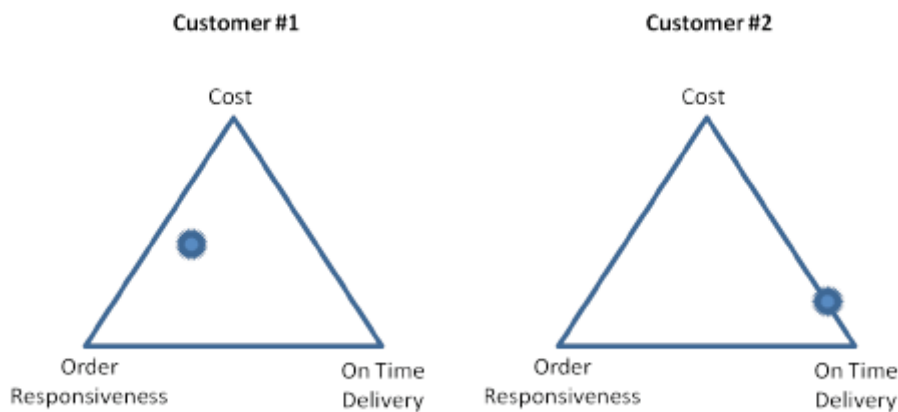 Customer #1
Cost
Order
Responsiveness
On Time
Delivery
Customer #2
Cost
Order
Responsiveness
On Time
Delivery